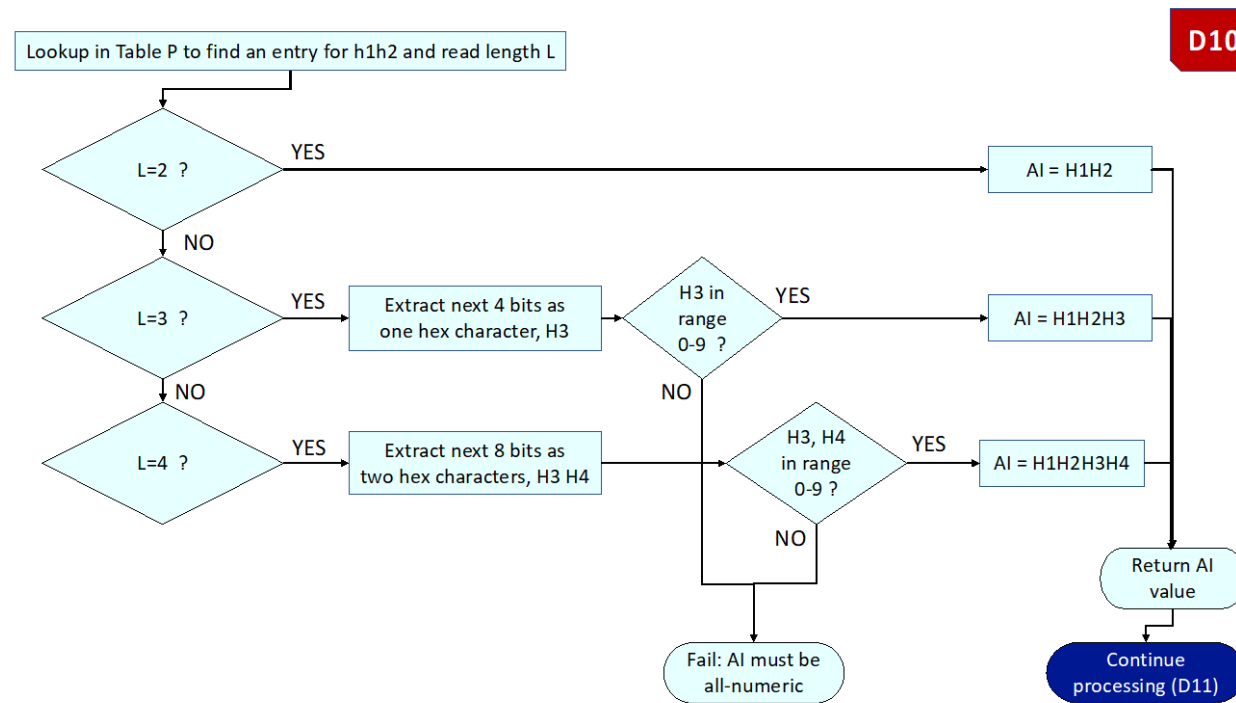 D10
Lookup in Table P to find an entry for h1h2 and read length L
L=2 ?
YES
AI = H1H2
NO
L=3 ?
YES
Extract next 4 bits as
one hex character, H3
H3 in
range
0-9 ?
YES
AI = H1H2H3
NO
NO
L=4 ?
YES
Extract next 8 bits as
two hex characters, H3 H4
H3, H4
in range
0-9 ?
YES
AI = H1H2H3H4
NO
Return AI
value
Fail: AI must be
all-numeric
Continue
processing (D11)